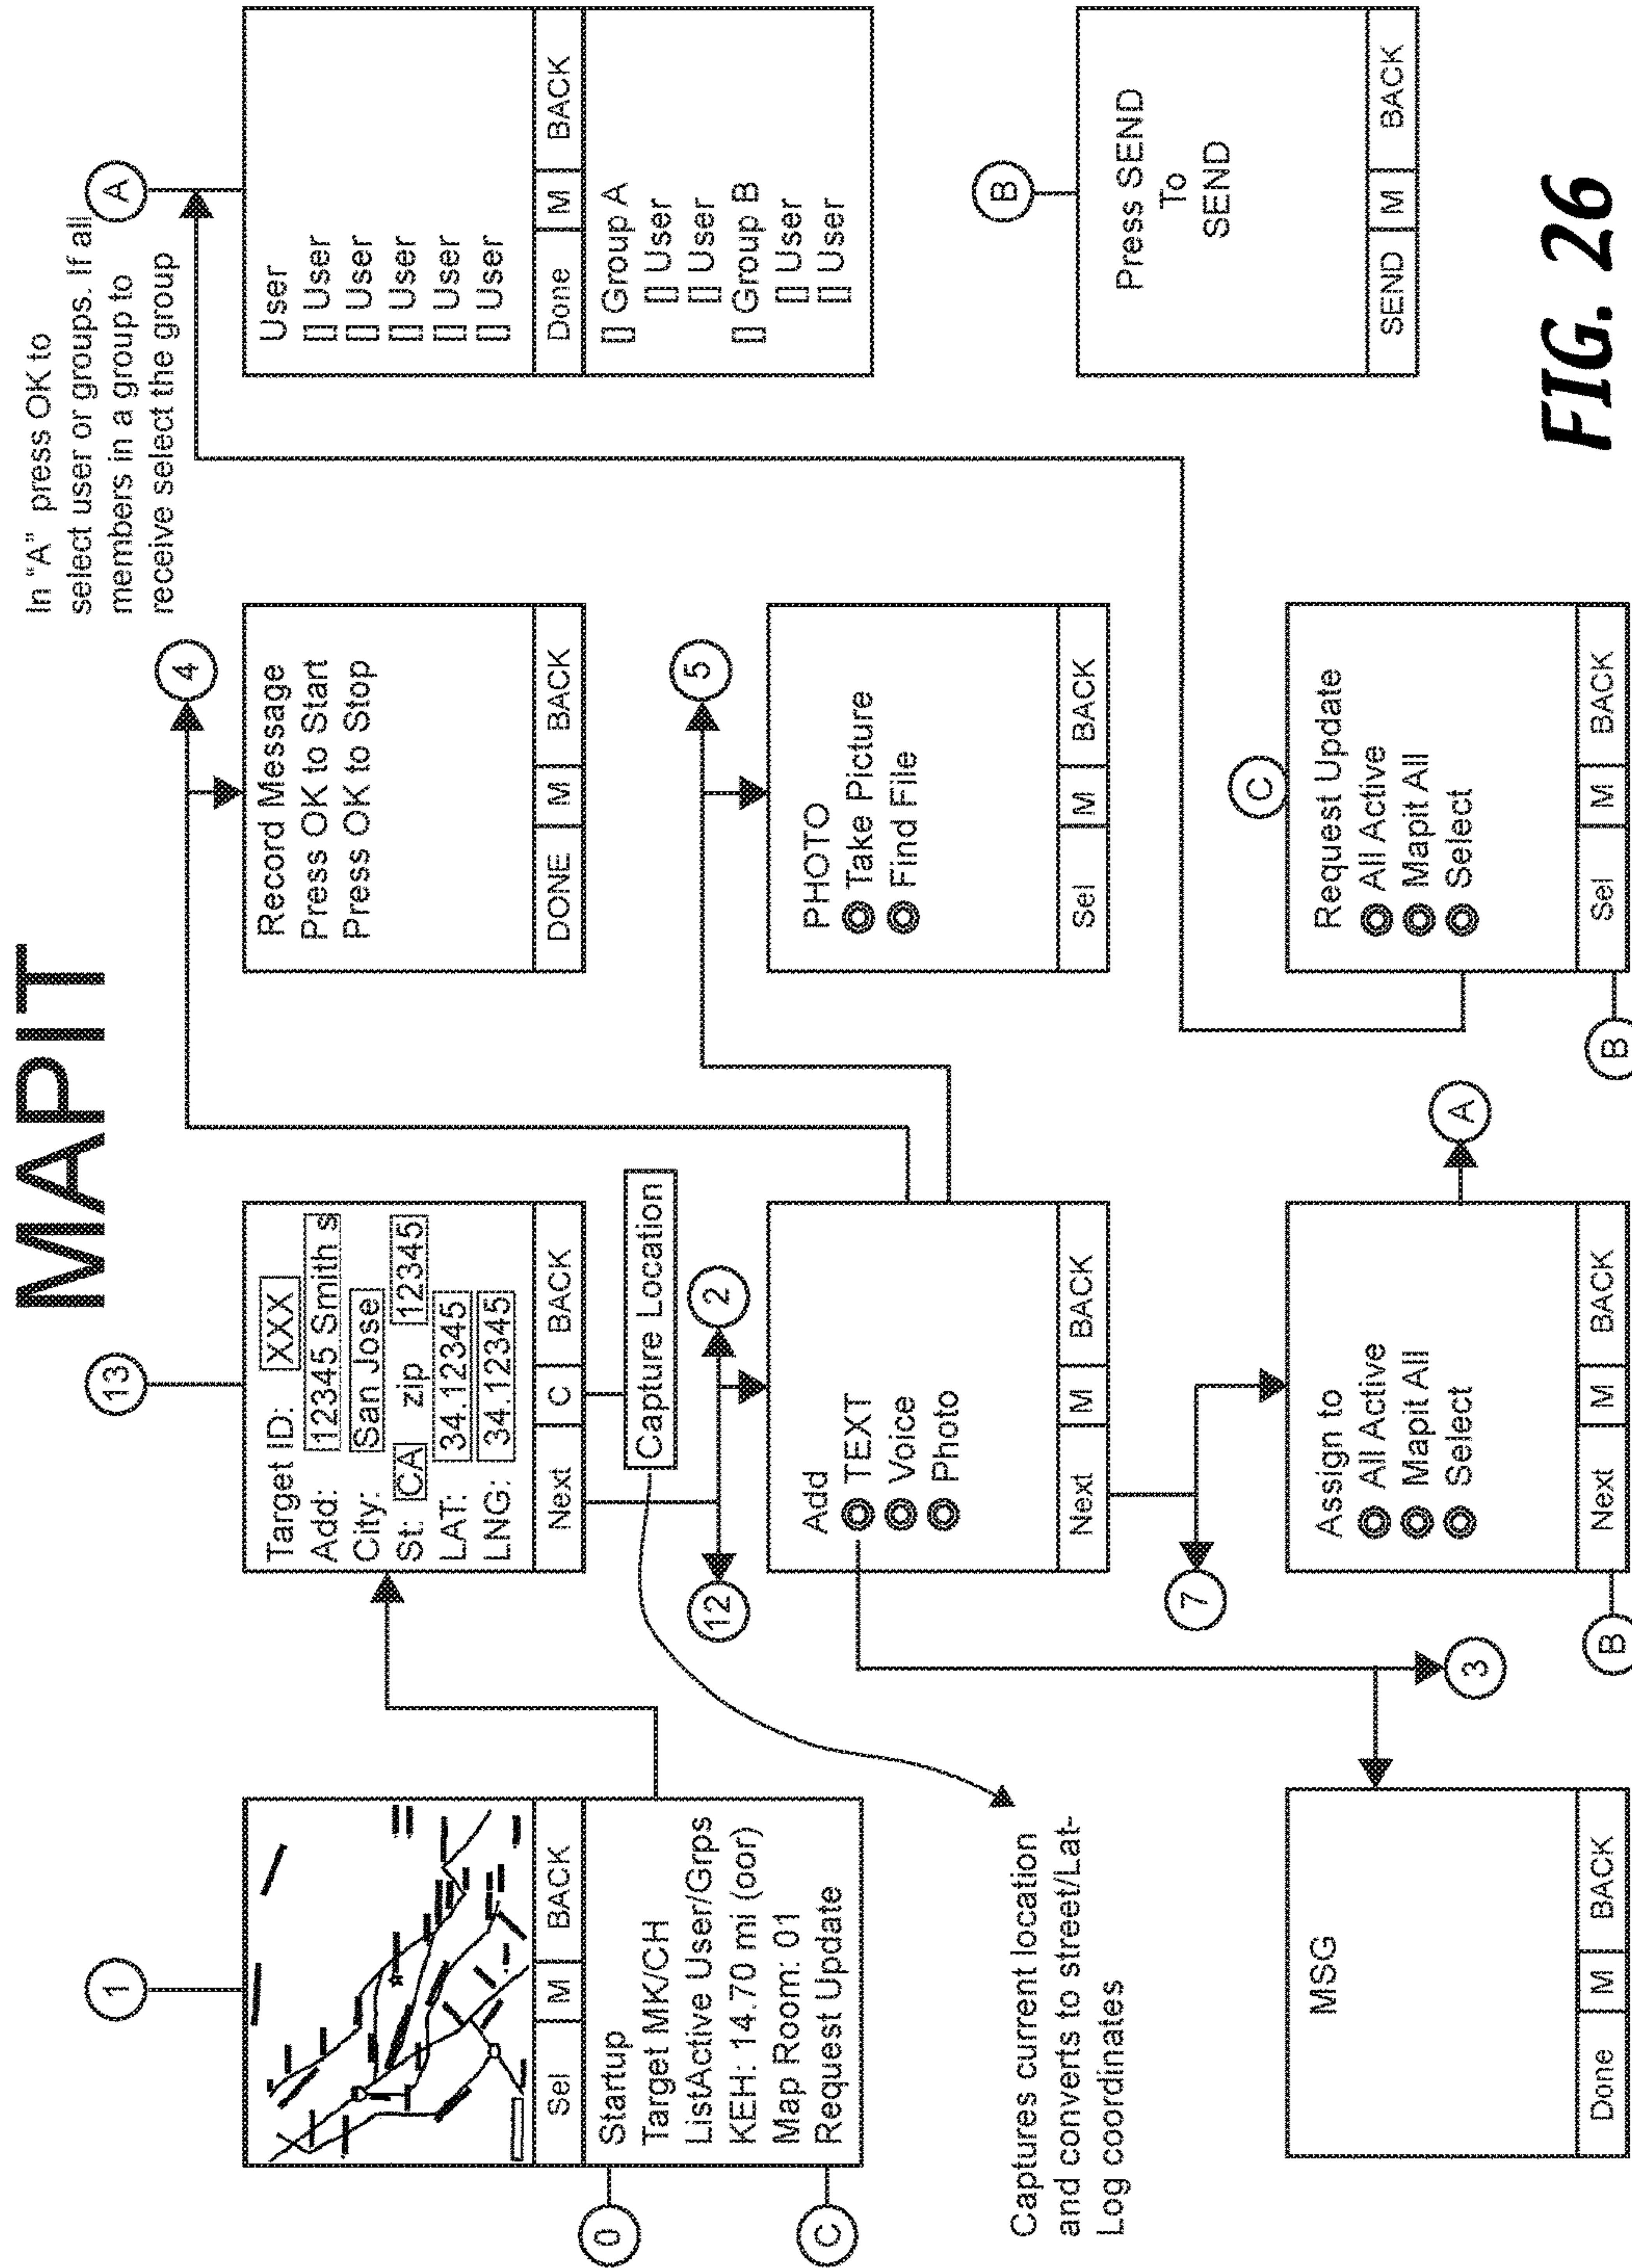 MAPIT
1
Sel M BACK
0
Startup
Target MK/CH
ListActive User/Grps
KEH: 14.70 mi (oor)
Map Room: 01
C
Request Update
13
Target ID: XXX
Add: 12345 Smith s
City: San Jose
St: CA zip 12345
LAT: 34.12345
LNG: 34.12345
Next C BACK
Capture Location
Captures current location
and converts to street/Lat-
Log coordinates
12
2
Add
TEXT
Voice
Photo
Next M BACK
7
3
MSG
Done M BACK
Assign to
All Active
Mapit All
Select
Next M BACK
A
B
4
Record Message
Press OK to Start
Press OK to Stop
DONE M BACK
5
PHOTO
Take Picture
Find File
Sel M BACK
C
Request Update
All Active
Mapit All
Select
Sel M BACK
B
In "A" press OK to
select user or groups. If all
members in a group to
receive select the group
A
User
[] User
[] User
[] User
[] User
[] User
Done M BACK
[] Group A
[] User
[] User
[] Group B
[] User
[] User
B
Press SEND
To
SEND
SEND M BACK
FIG. 26